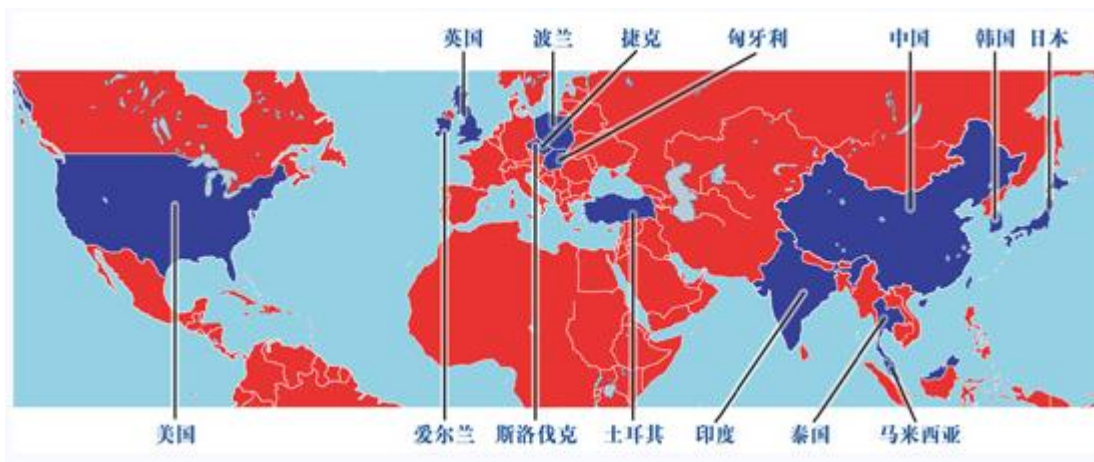 英国 波兰 捷克 匈牙利 中国 韩国 日本
美国 爱尔兰 斯洛伐克 土耳其 印度 泰国 马来西亚